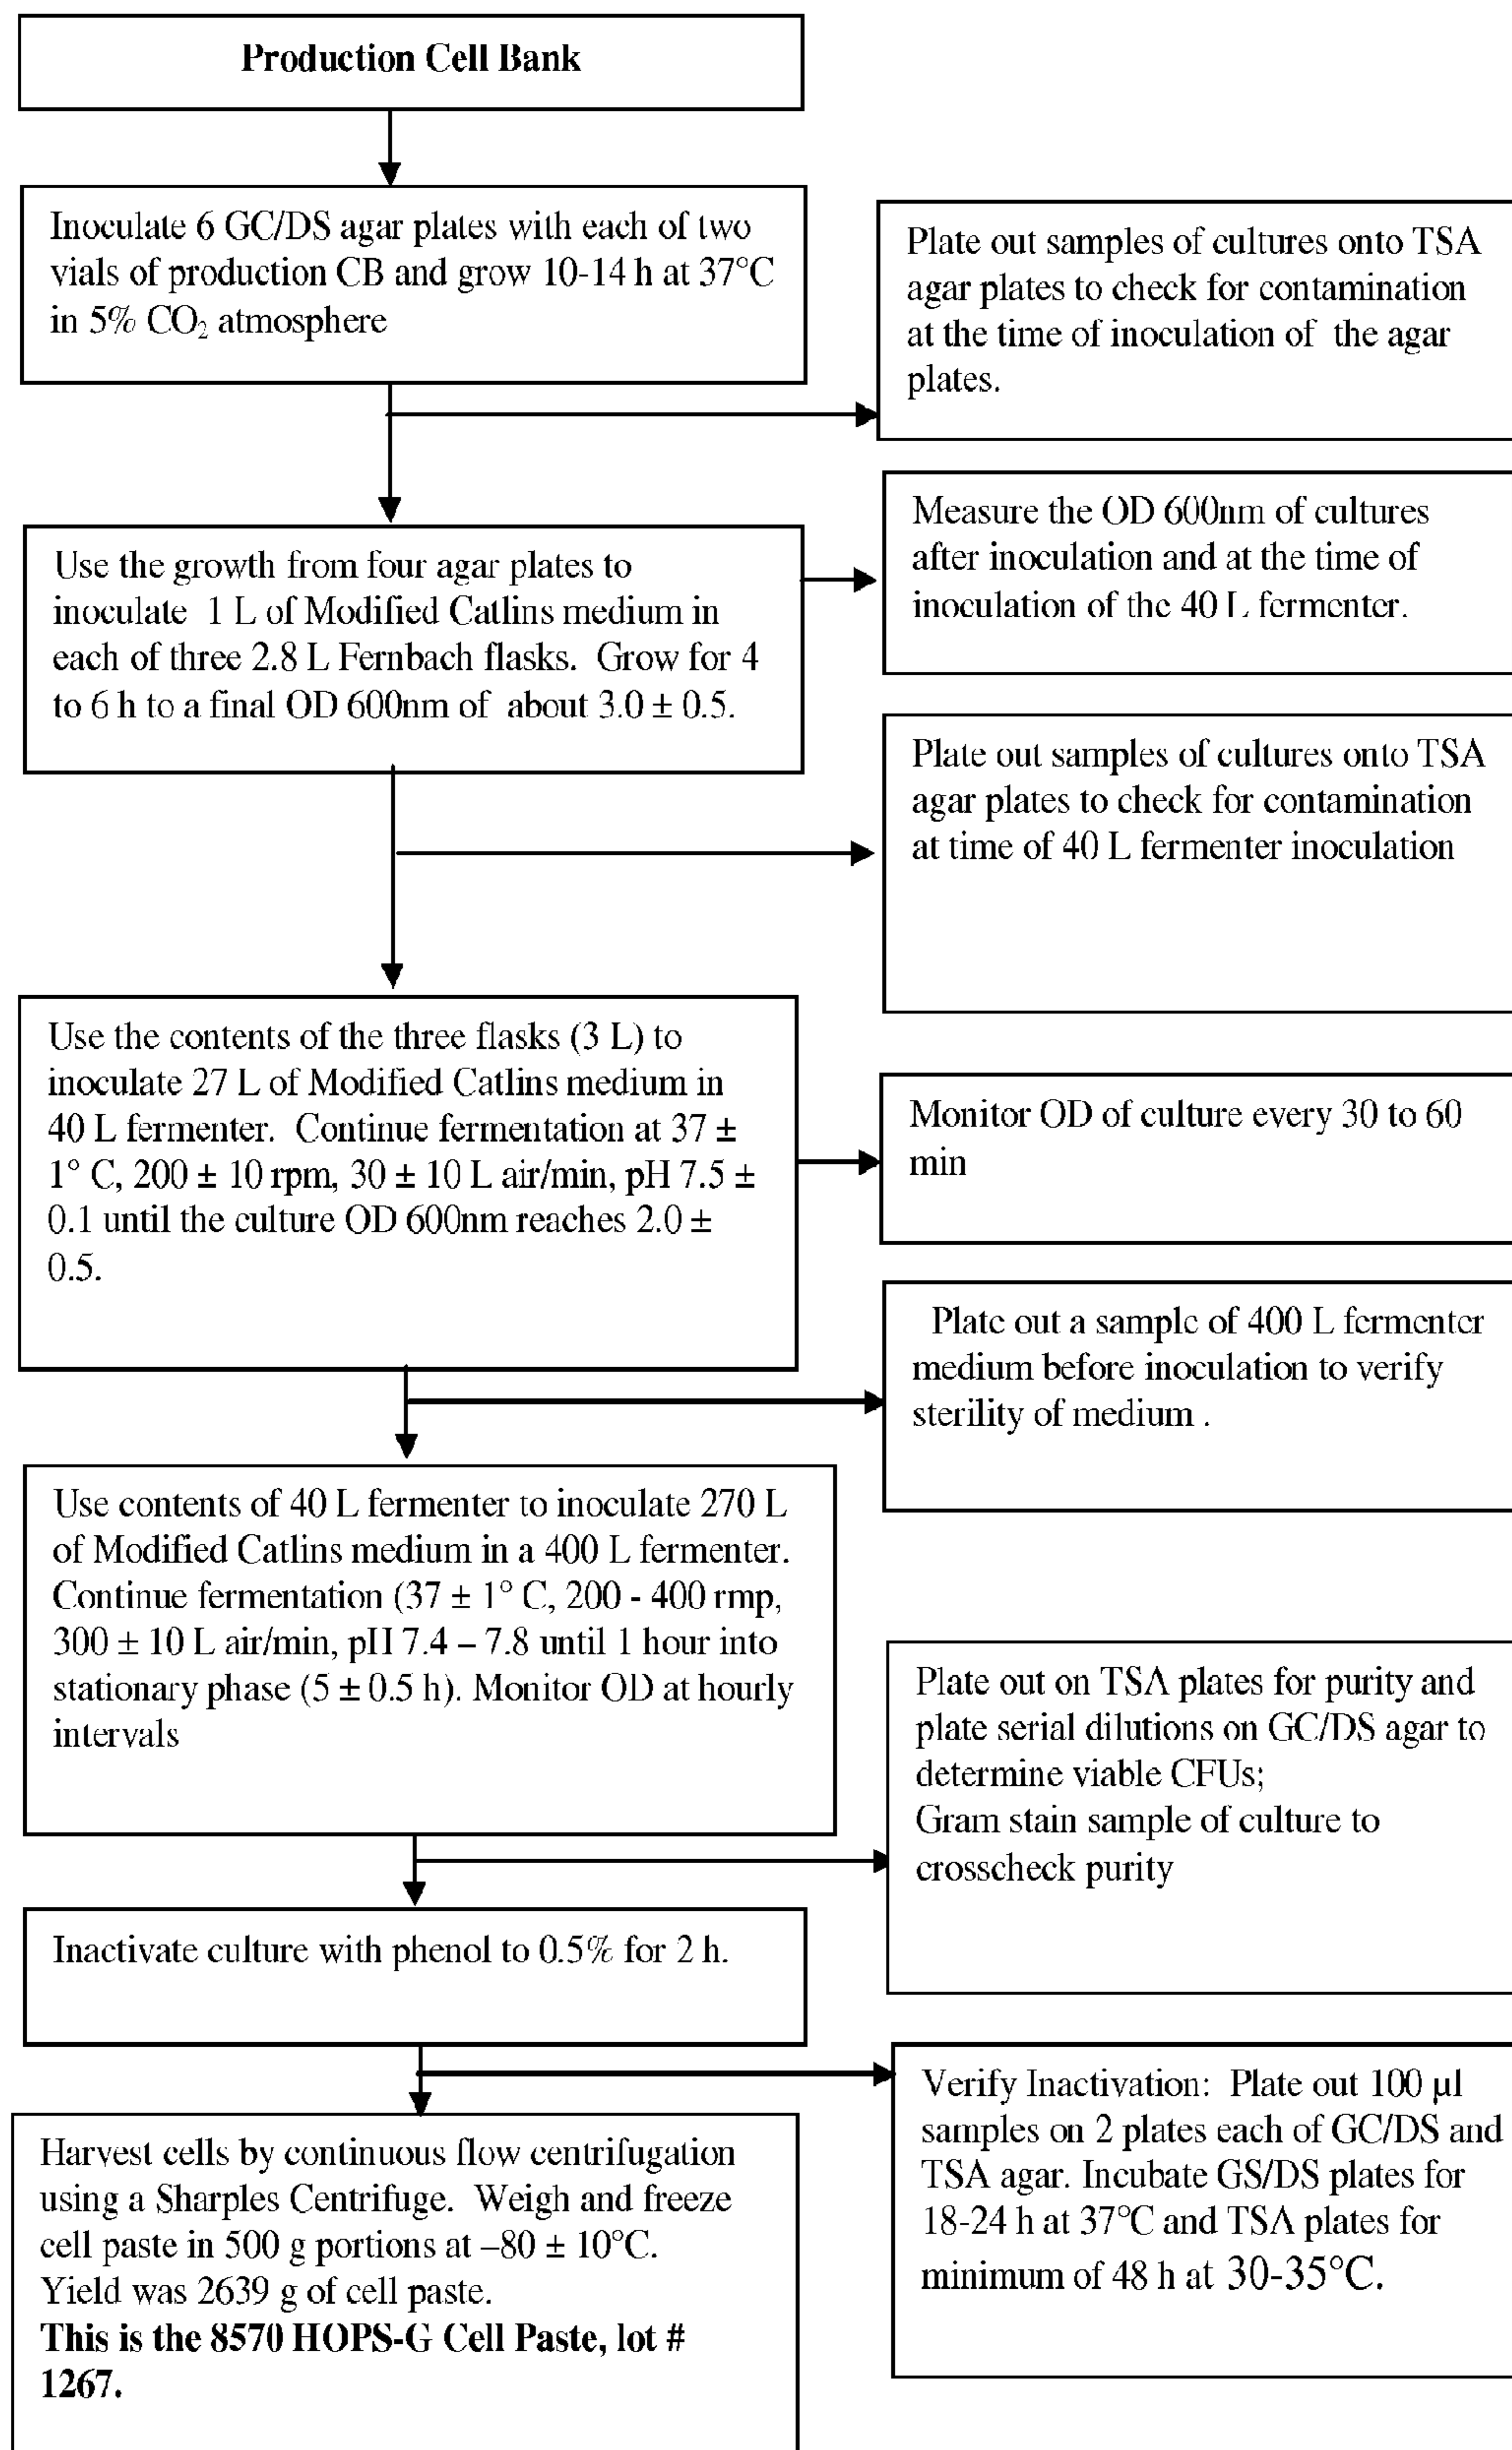 Production Cell Bank
Inoculate 6 GC/DS agar plates with each of two
vials of production CB and grow 10-14 h at 37°C
in 5% CO₂ atmosphere
Plate out samples of cultures onto TSA
agar plates to check for contamination
at the time of inoculation of the agar
plates.
Measure the OD 600nm of cultures
after inoculation and at the time of
inoculation of the 40 L fermenter.
Use the growth from four agar plates to
inoculate 1 L of Modified Catlins medium in
each of three 2.8 L Fernbach flasks. Grow for 4
to 6 h to a final OD 600nm of about 3.0 ± 0.5.
Plate out samples of cultures onto TSA
agar plates to check for contamination
at time of 40 L fermenter inoculation
Use the contents of the three flasks (3 L) to
inoculate 27 L of Modified Catlins medium in
40 L fermenter. Continue fermentation at 37 ±
1° C, 200 ± 10 rpm, 30 ± 10 L air/min, pH 7.5 ±
0.1 until the culture OD 600nm reaches 2.0 ±
0.5.
Monitor OD of culture every 30 to 60
min
Plate out a sample of 400 L fermenter
medium before inoculation to verify
sterility of medium .
Use contents of 40 L fermenter to inoculate 270 L
of Modified Catlins medium in a 400 L fermenter.
Continue fermentation (37 ± 1° C, 200 - 400 rmp,
300 ± 10 L air/min, pH 7.4 – 7.8 until 1 hour into
stationary phase (5 ± 0.5 h). Monitor OD at hourly
intervals
Plate out on TSA plates for purity and
plate serial dilutions on GC/DS agar to
determine viable CFUs;
Gram stain sample of culture to
crosscheck purity
Inactivate culture with phenol to 0.5% for 2 h.
Verify Inactivation: Plate out 100 µl
samples on 2 plates each of GC/DS and
TSA agar. Incubate GS/DS plates for
18-24 h at 37°C and TSA plates for
minimum of 48 h at 30-35°C.
Harvest cells by continuous flow centrifugation
using a Sharples Centrifuge. Weigh and freeze
cell paste in 500 g portions at –80 ± 10°C.
Yield was 2639 g of cell paste.
This is the 8570 HOPS-G Cell Paste, lot #
1267.